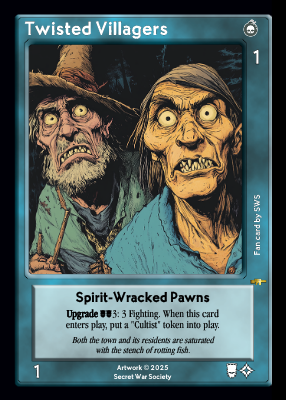 Twisted Villagers
1
Fan card by SWS
Spirit-Wracked Pawns
Upgrade 3: 3 Fighting. When this card
enters play, put a "Cultist" token into play.
Both the town and its residents are saturated
with the stench of rotting fish.
1
Artwork © 2025
Secret War Society